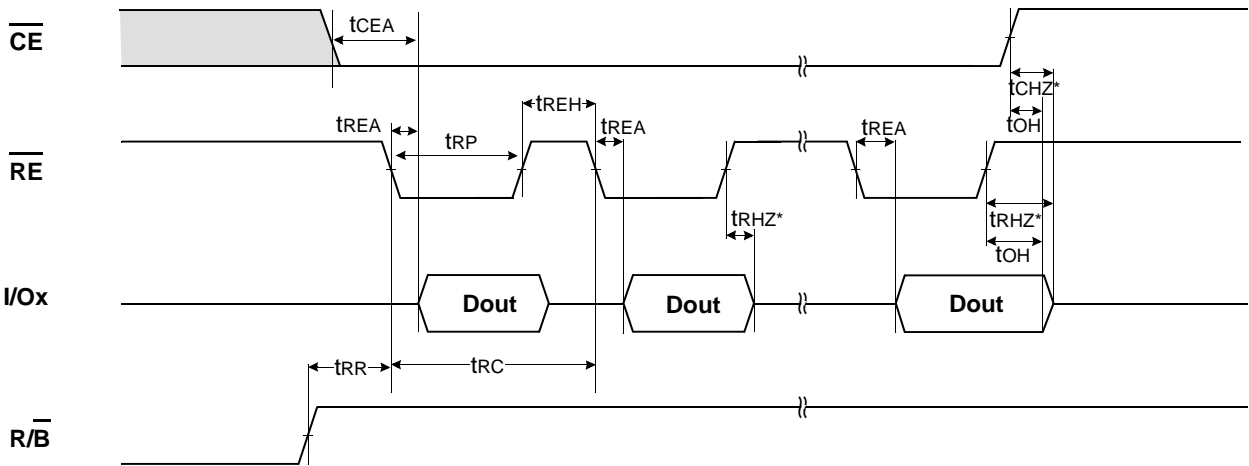 CE
tCEA
tCHZ*
tOH
tREH
tREA
tREA
tRP
tREA
RE
tRHZ*
tRHZ*
tOH
I/Ox
Dout
Dout
Dout
tRR
tRC
R/B